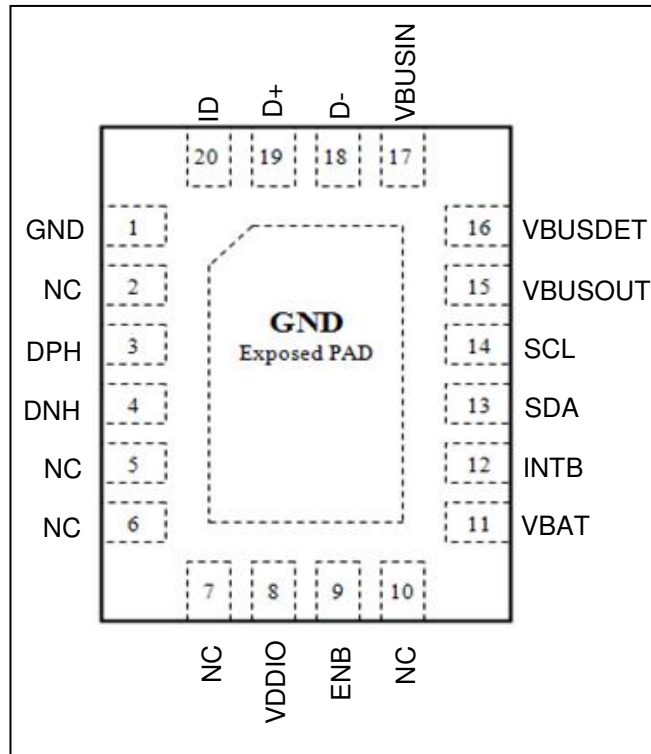 ID D+ D- VBUSIN
20 19 18 17
GND 1 16 VBUSDET
NC 2 15 VBUSOUT
GND
Exposed PAD
DPH 3 14 SCL
DNH 4 13 SDA
NC 5 12 INTB
NC 6 11 VBAT
7 8 9 10
NC VDDIO ENB NC